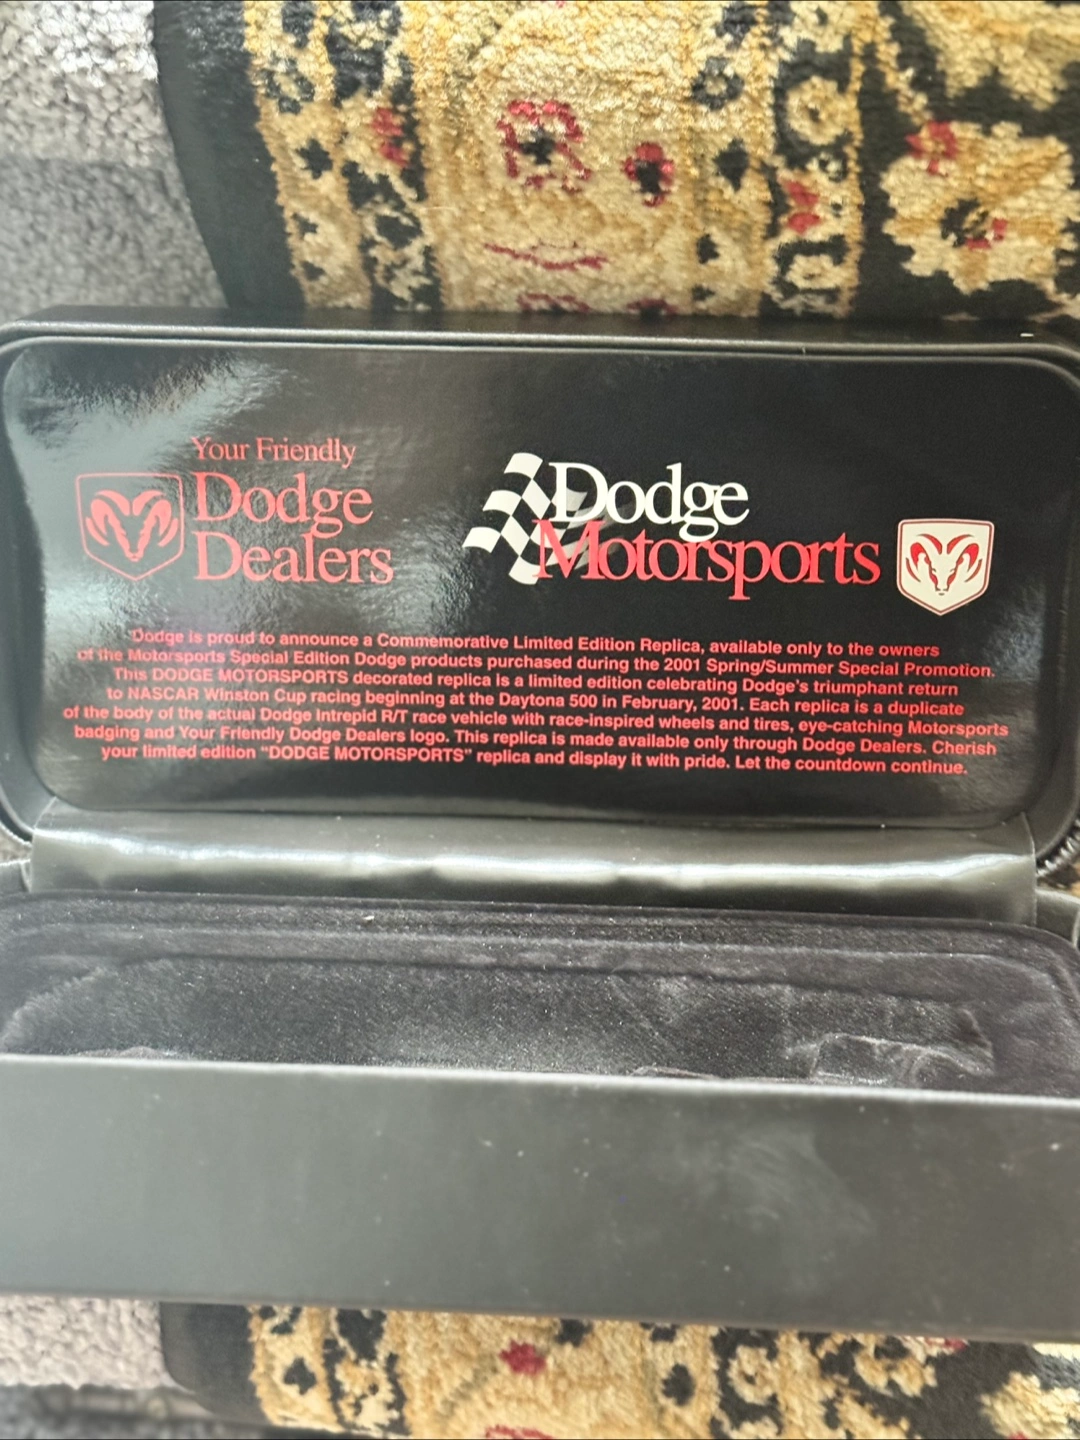 Your Friendly
Dodge
Dealers
Dodge
Motorsports
Dodge is proud to announce a Commemorative Limited Edition Replica, available only to the owners
of the Motorsports Special Edition Dodge products purchased during the 2001 Spring/Summer Special Promotion.
This DODGE MOTORSPORTS decorated replica is a limited edition celebrating Dodge's triumphant return
to NASCAR Winston Cup racing beginning at the Daytona 500 in February, 2001. Each replica is a duplicate
of the body of the actual Dodge Intrepid R/T race vehicle with race-inspired wheels and tires, eye-catching Motorsports
badging and Your Friendly Dodge Dealers logo. This replica is made available only through Dodge Dealers. Cherish
your limited edition "DODGE MOTORSPORTS" replica and display it with pride. Let the countdown continue.